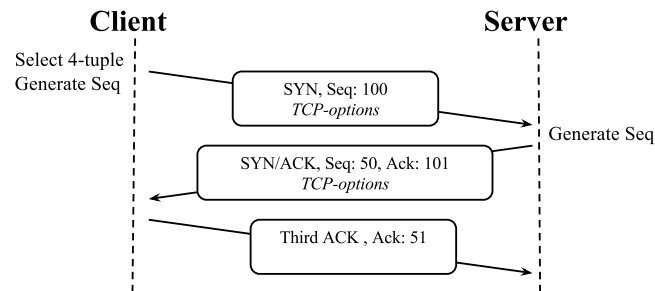 Client
Server
Select 4-tuple
Generate Seq
SYN, Seq: 100
TCP-options
Generate Seq
SYN/ACK, Seq: 50, Ack: 101
TCP-options
Third ACK , Ack: 51